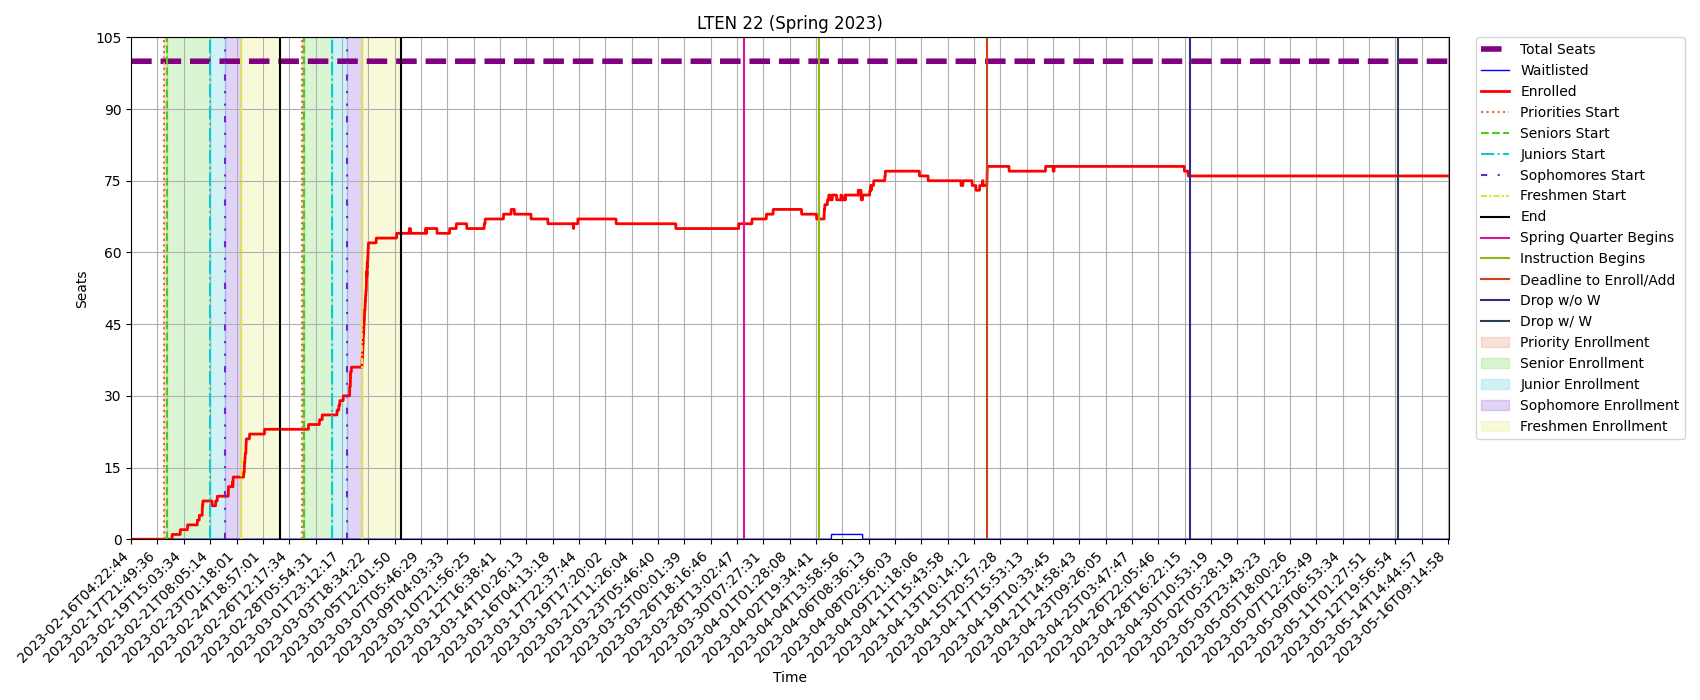 LTEN 22 (Spring 2023)
105
90
75
60
45
30
15
0
Seats
2023-02-16T04:22:44
2023-02-17T21:49:36
2023-02-19T15:03:34
2023-02-21T08:05:14
2023-02-23T01:18:01
2023-02-24T18:57:01
2023-02-26T12:17:34
2023-02-28T05:54:31
2023-03-01T23:12:17
2023-03-03T18:34:22
2023-03-05T12:01:50
2023-03-07T05:46:29
2023-03-09T04:03:33
2023-03-10T21:56:25
2023-03-12T16:38:41
2023-03-14T10:26:13
2023-03-16T04:13:18
2023-03-17T22:37:44
2023-03-19T17:20:02
2023-03-21T11:26:04
2023-03-23T05:46:40
2023-03-25T00:01:39
2023-03-26T18:16:46
2023-03-28T13:02:47
2023-03-30T07:27:31
2023-04-01T01:28:08
2023-04-02T19:34:41
2023-04-04T13:58:56
2023-04-06T08:36:13
2023-04-08T02:56:03
2023-04-09T21:18:06
2023-04-11T15:43:58
2023-04-13T10:14:12
2023-04-15T20:57:28
2023-04-17T15:53:13
2023-04-19T10:33:45
2023-04-21T14:58:43
2023-04-23T09:26:05
2023-04-25T03:47:47
2023-04-26T22:05:46
2023-04-28T16:22:15
2023-04-30T10:53:19
2023-05-02T05:28:19
2023-05-03T23:43:23
2023-05-05T18:00:26
2023-05-07T12:25:49
2023-05-09T06:53:34
2023-05-11T01:27:51
2023-05-12T19:56:54
2023-05-14T14:44:57
2023-05-16T09:14:58
Time
Total Seats
Waitlisted
Enrolled
Priorities Start
Seniors Start
Juniors Start
Sophomores Start
Freshmen Start
End
Spring Quarter Begins
Instruction Begins
Deadline to Enroll/Add
Drop w/o W
Drop w/ W
Priority Enrollment
Senior Enrollment
Junior Enrollment
Sophomore Enrollment
Freshmen Enrollment